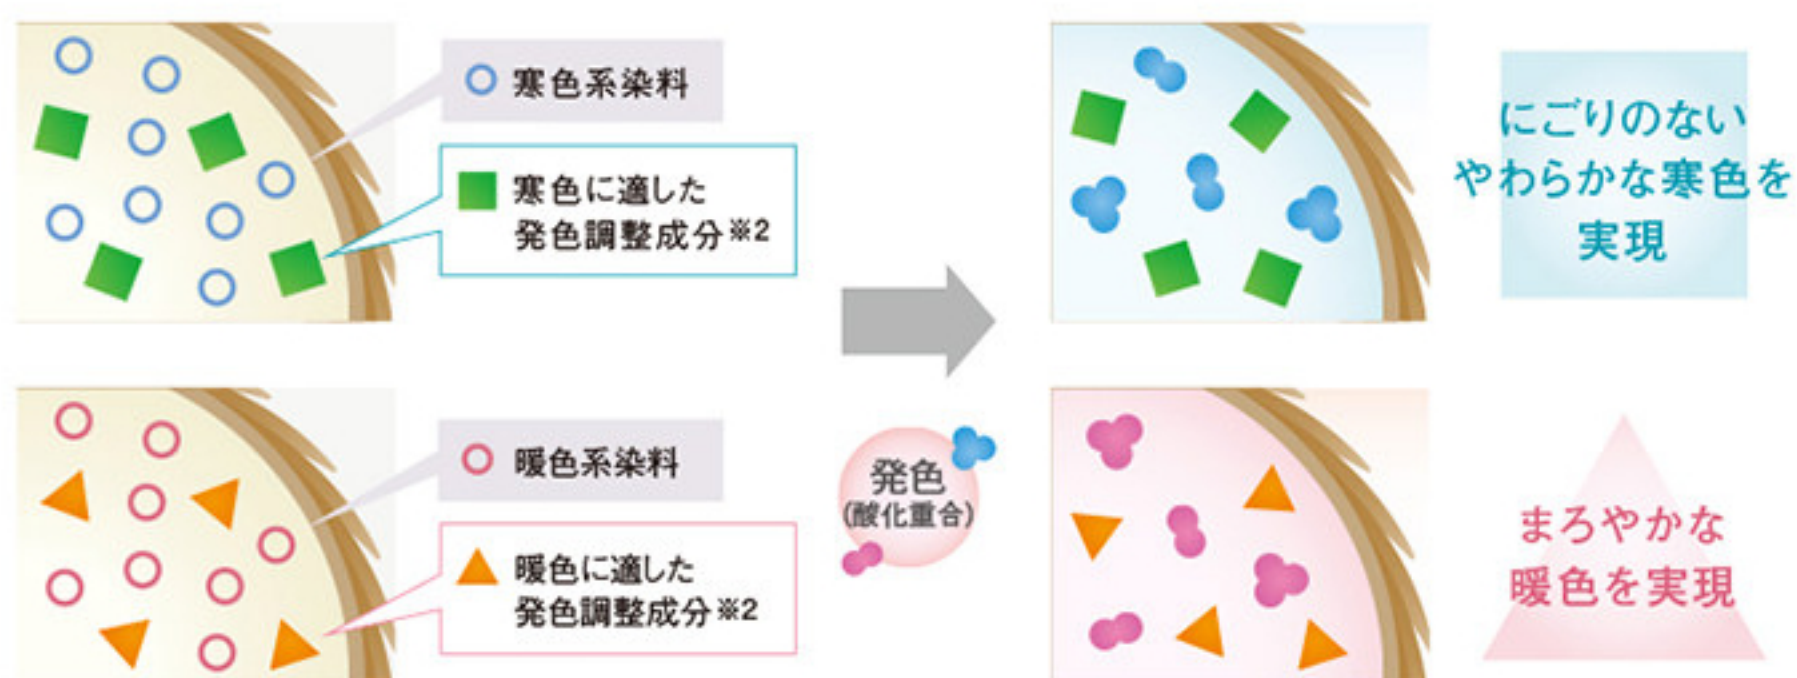 寒色系染料
寒色に適した
発色調整成分※2
にごりのない
やわらかな寒色を
実現
暖色系染料
暖色に適した
発色調整成分※2
発色
(酸化重合)
まろやかな
暖色を実現